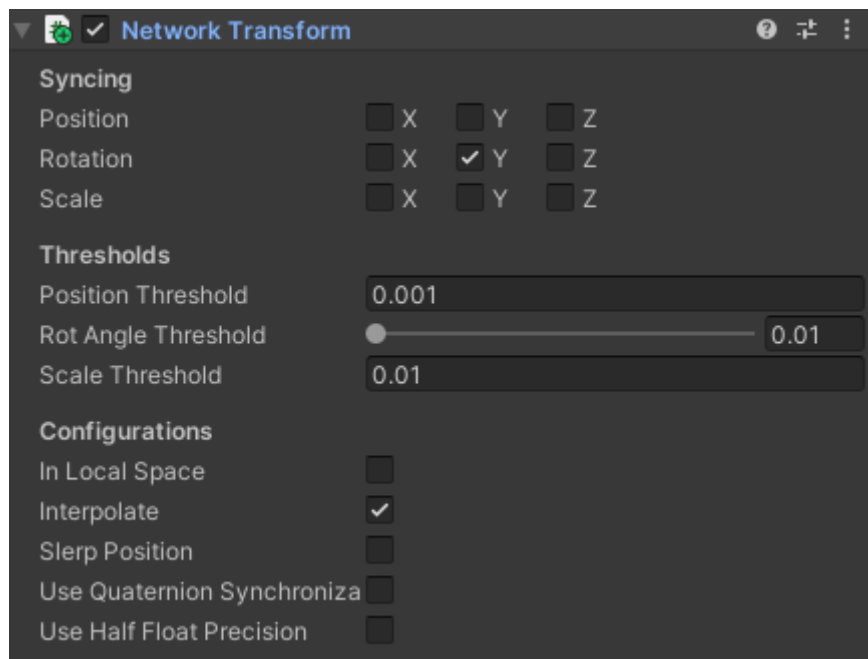 Network Transform
Syncing
Position X Y Z
Rotation X Y Z
Scale X Y Z
Thresholds
Position Threshold 0.001
Rot Angle Threshold 0.01
Scale Threshold 0.01
Configurations
In Local Space
Interpolate
Slerp Position
Use Quaternion Synchroniza
Use Half Float Precision